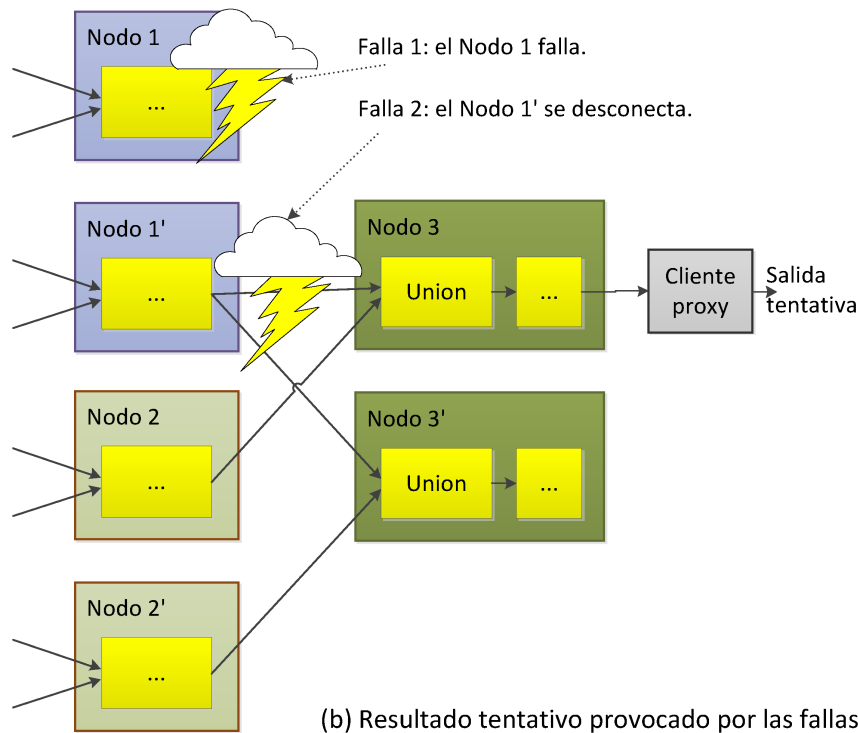 Nodo 1
...
Falla 1: el Nodo 1 falla.
Falla 2: el Nodo 1' se desconecta.
Nodo 1'
...
Nodo 3
Union
...
Cliente
proxy
Salida
tentativa
Nodo 2
...
Nodo 3'
Union
...
Nodo 2'
...
(b) Resultado tentativo provocado por las fallas